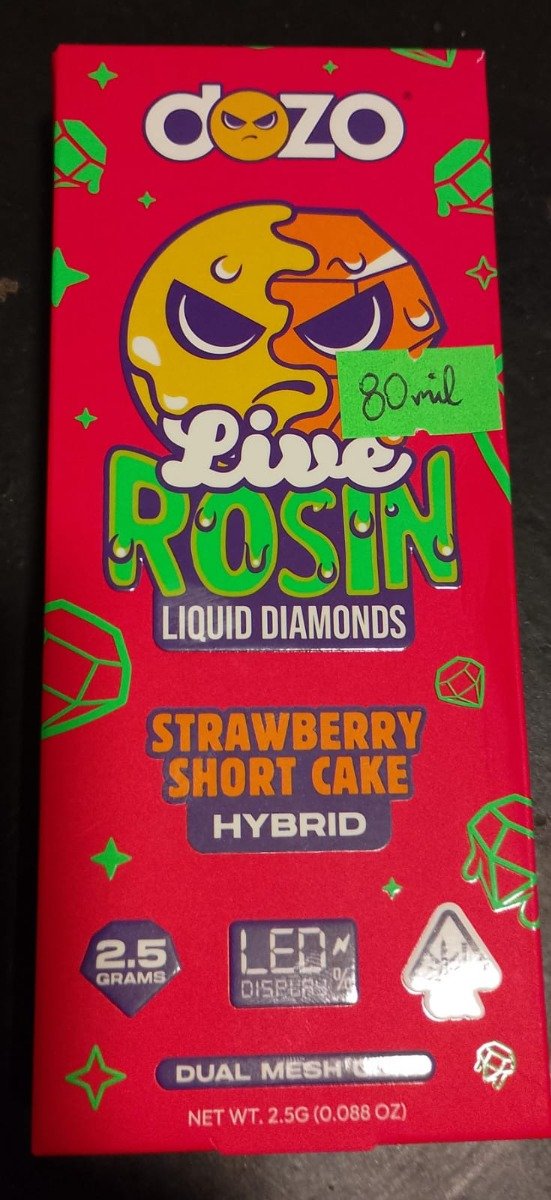 dozo
80 mil
Live
ROSIN
LIQUID DIAMONDS
STRAWBERRY
SHORT CAKE
HYBRID
2.5
GRAMS
LED
DISPLAY %
DUAL MESH
NET WT. 2.5G (0.088 OZ)